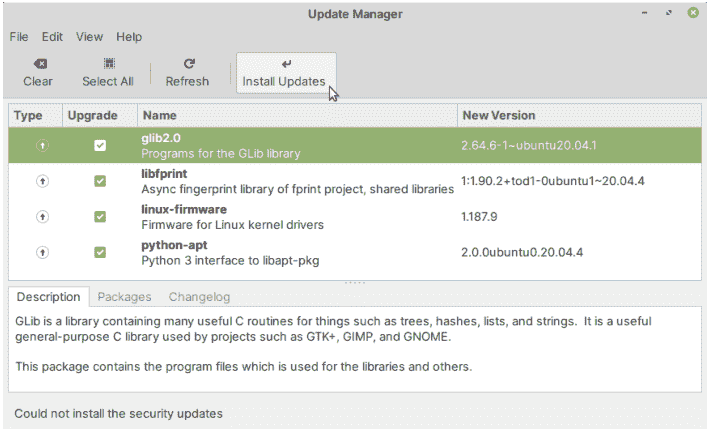 Update Manager
File Edit View Help
Clear Select All Refresh Install Updates
Type Upgrade Name New Version
glib2.0
Programs for the GLib library 2.64.6-1~ubuntu20.04.1
libfprint
Async fingerprint library of fprint project, shared libraries 1:1.90.2+tod1-0ubuntu1~20.04.4
linux-firmware
Firmware for Linux kernel drivers 1.187.9
python-apt
Python 3 interface to libapt-pkg 2.0.0ubuntu0.20.04.4
Description Packages Changelog
GLib is a library containing many useful C routines for things such as trees, hashes, lists, and strings. It is a useful
general-purpose C library used by projects such as GTK+, GIMP, and GNOME.
This package contains the program files which is used for the libraries and others.
Could not install the security updates